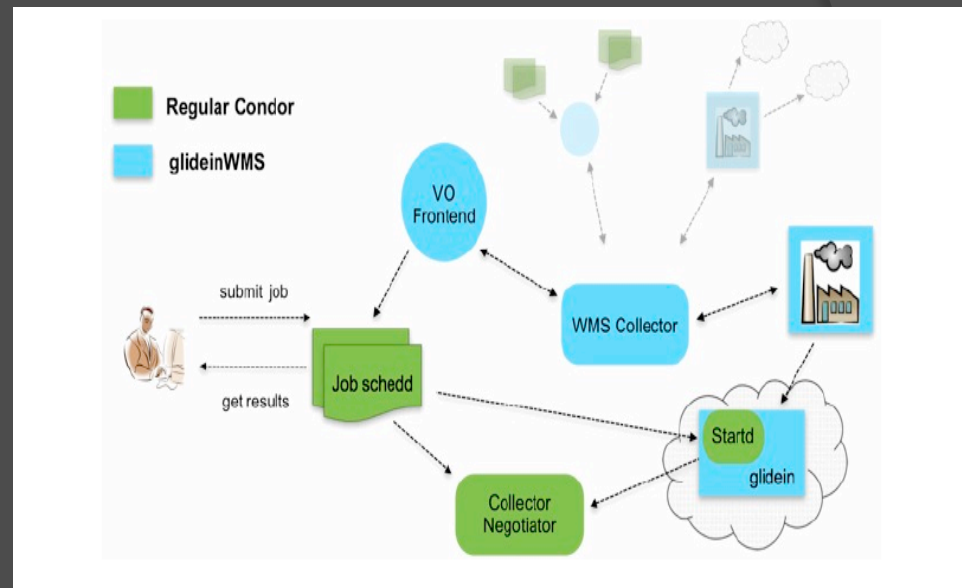 Regular Condor
glideinWMS
VO
Frontend
submit job
WMS Collector
Job schedd
get results
Startd
glidein
Collector
Negotiator